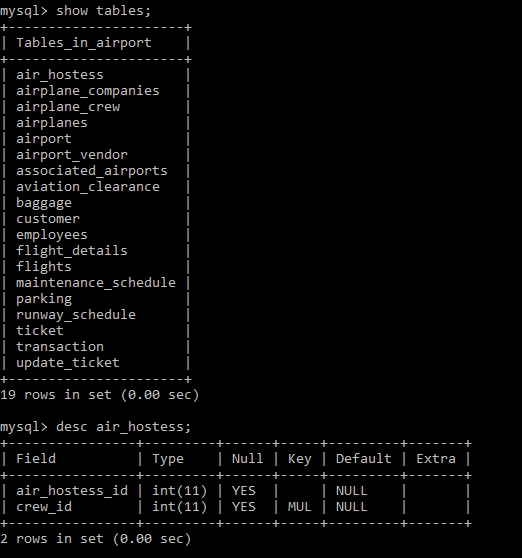 mysql> show tables;
+----------------------+
| Tables_in_airport    |
+----------------------+
| air_hostess          |
| airplane_companies   |
| airplane_crew        |
| airplanes            |
| airport              |
| airport_vendor       |
| associated_airports  |
| aviation_clearance   |
| baggage              |
| customer             |
| employees            |
| flight_details       |
| flights              |
| maintenance_schedule |
| parking              |
| runway_schedule      |
| ticket               |
| transaction          |
| update_ticket        |
+----------------------+
19 rows in set (0.00 sec)

mysql> desc air_hostess;
+----------------+---------+------+-----+---------+-------+
| Field          | Type    | Null | Key | Default | Extra |
+----------------+---------+------+-----+---------+-------+
| air_hostess_id | int(11) | YES  |     | NULL    |       |
| crew_id        | int(11) | YES  | MUL | NULL    |       |
+----------------+---------+------+-----+---------+-------+
2 rows in set (0.00 sec)